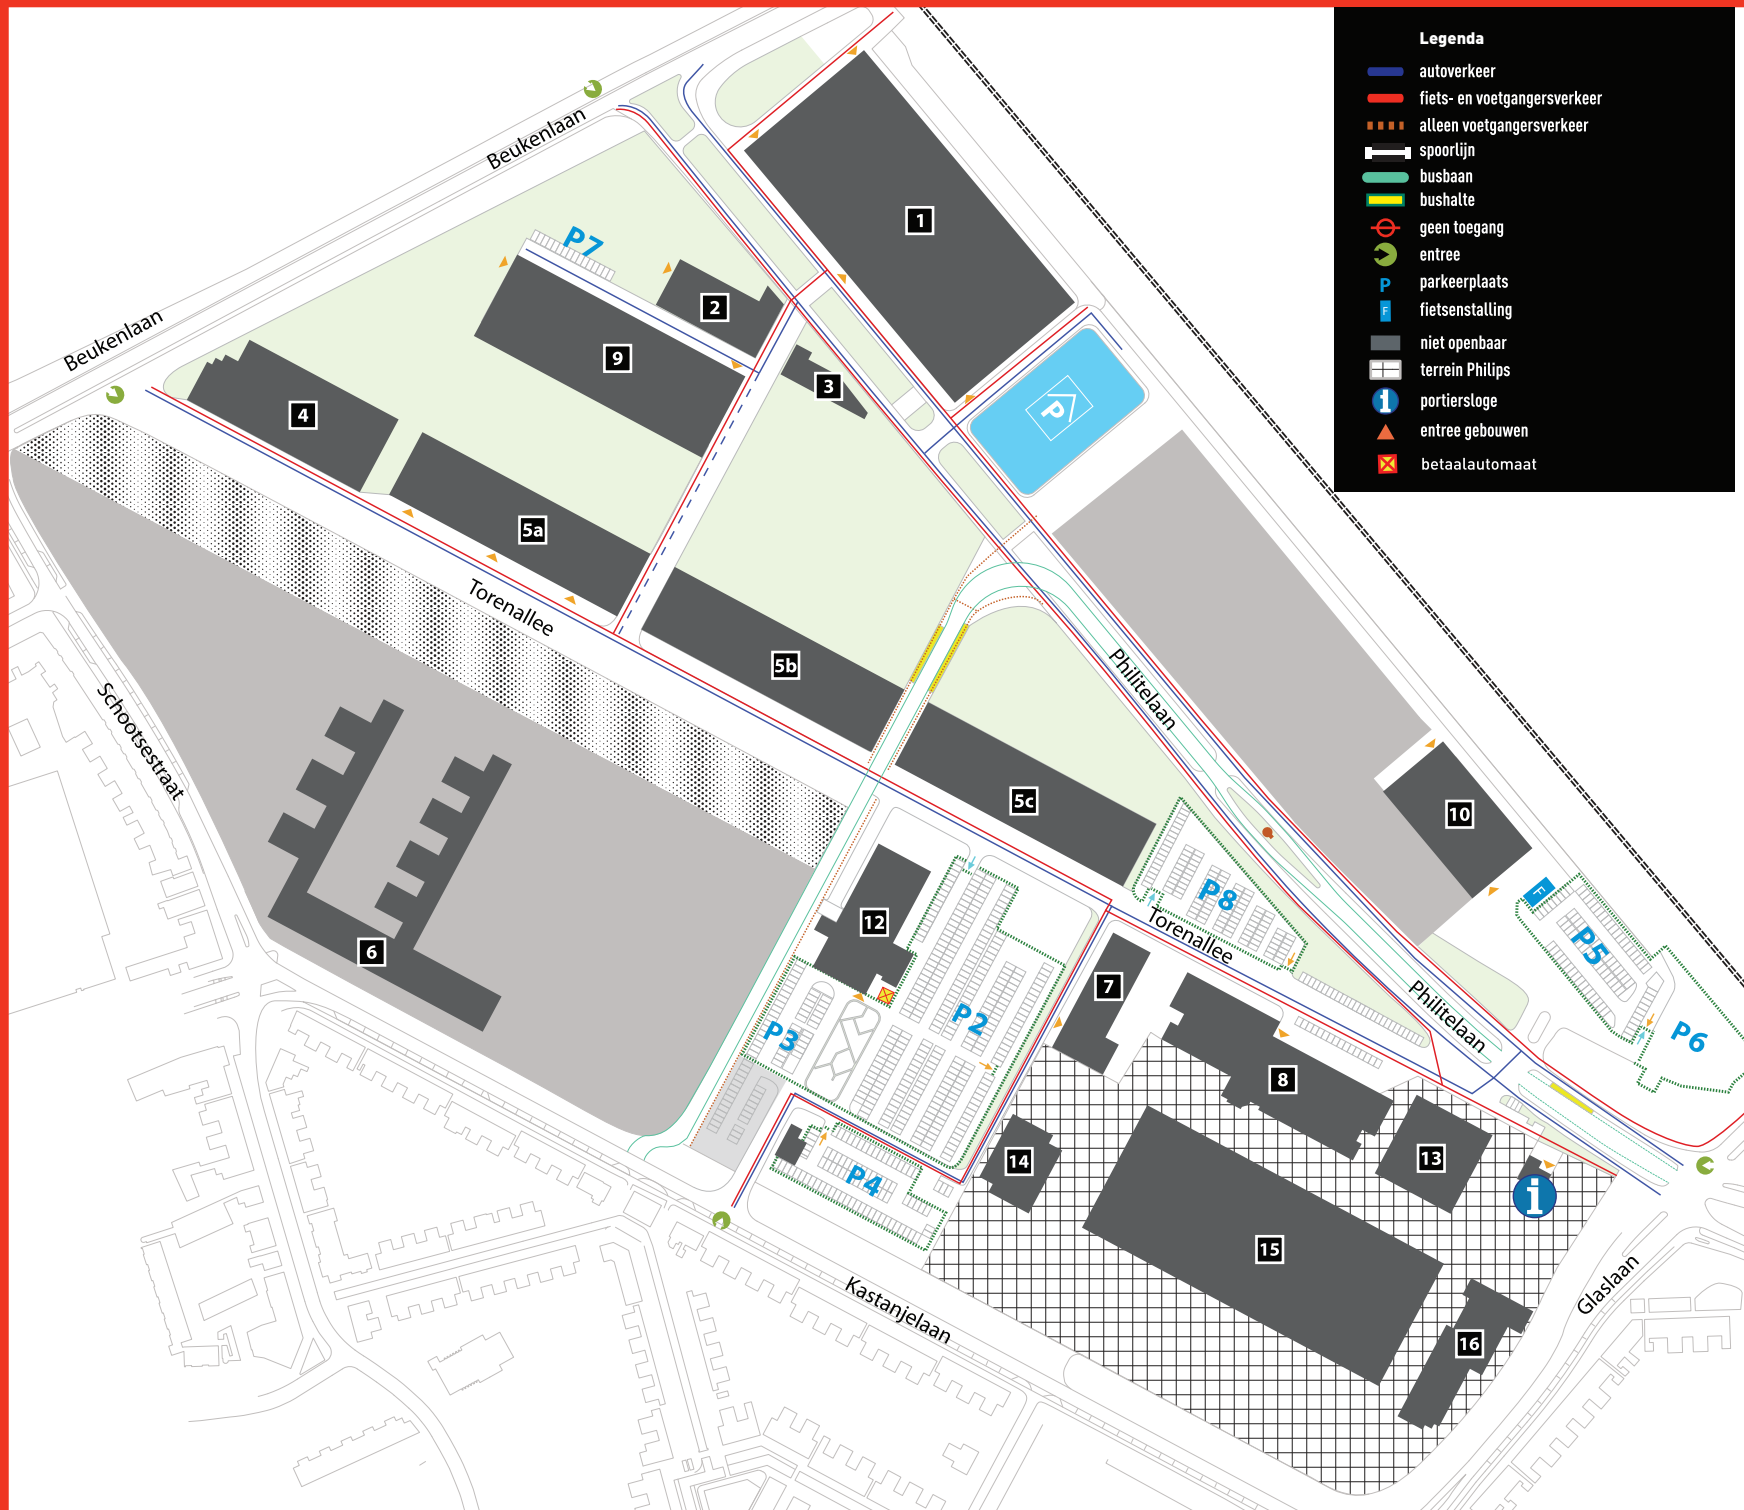 Legenda
autoverkeer
fiets- en voetgangersverkeer
alleen voetgangersverkeer
spoorlijn
busbaan
bushalte
geen toegang
entree
P
parkeerplaats
F
fietsenstalling
niet openbaar
terrein Philips
i
portiersloge
entree gebouwen
betaalautomaat
Beukenlaan
1
P7
2
Beukenlaan
9
3
4
P
5a
Torenallee
5b
Philitelaan
Schootsestraat
5c
10
F
P8
12
Torenallee
P5
6
7
Philitelaan
P2
P3
P6
8
14
13
P4
i
15
Glaslaan
Kastanjelaan
16